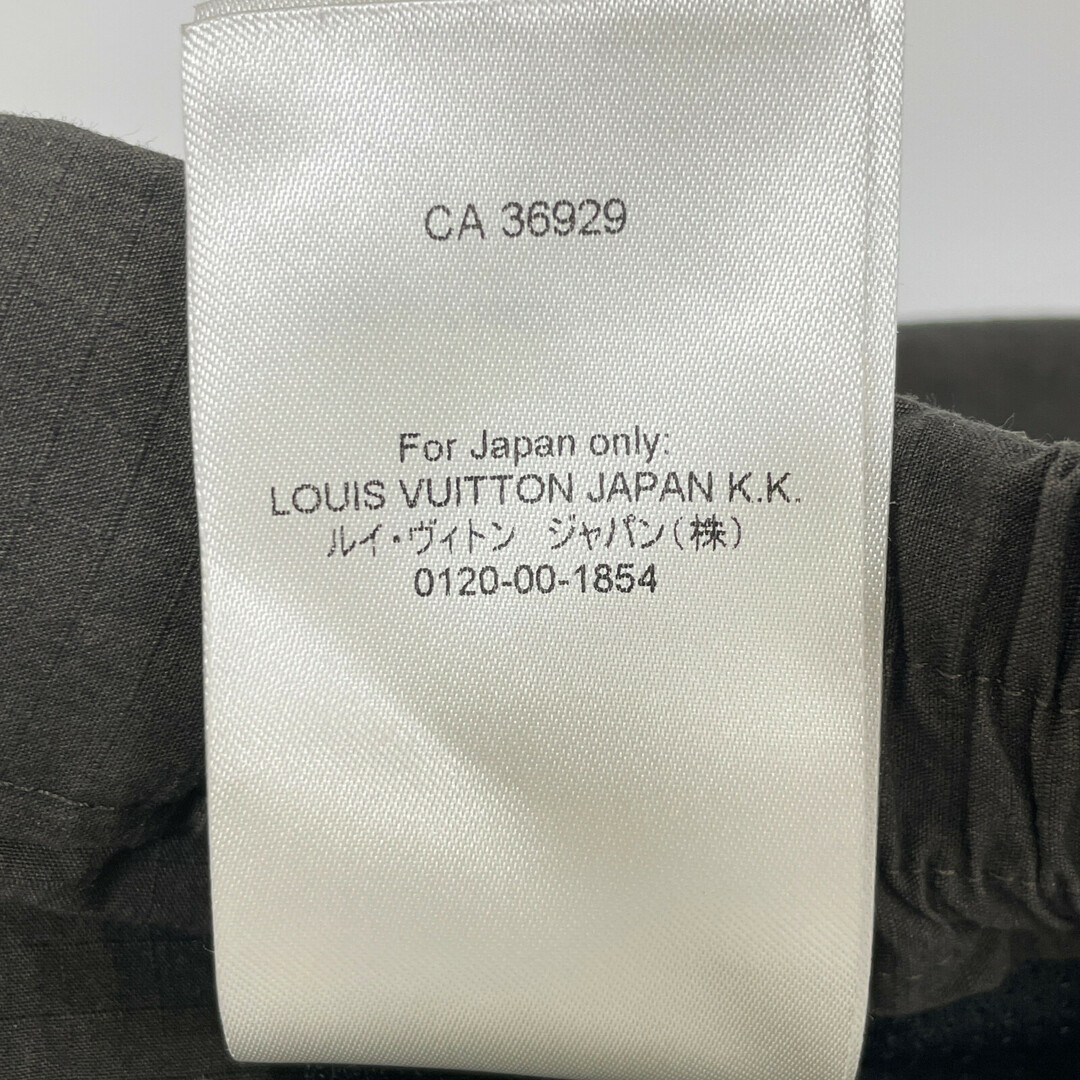 CA 36929
For Japan only:
LOUIS VUITTON JAPAN K.K.
ルイ・ヴィトン　ジャパン(株)
0120-00-1854